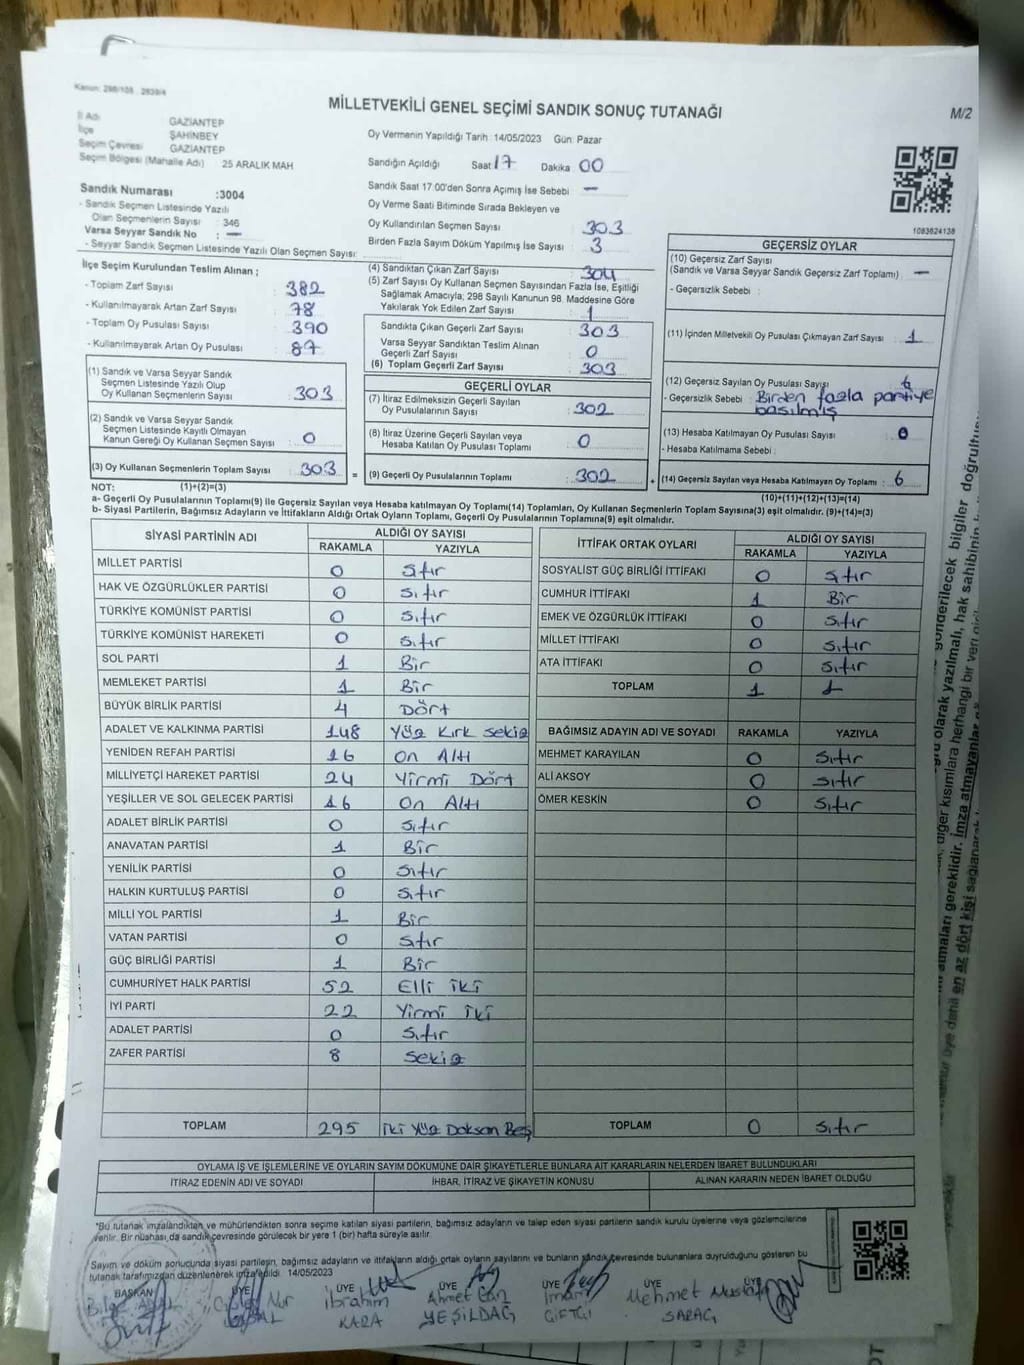 Kanun: 298/105 , 2839/4
MİLLETVEKİLİ GENEL SEÇİMİ SANDIK SONUÇ TUTANAĞI
M/2
İl Adı GAZİANTEP
İlçe ŞAHİNBEY
Seçim Çevresi GAZİANTEP
Seçim Bölgesi (Mahalle Adı) 25 ARALIK MAH
Oy Vermenin Yapıldığı Tarih :14/05/2023 Gün: Pazar
Sandığın Açıldığı Saat 17 Dakika 00
Sandık Saat 17.00'den Sonra Açımış İse Sebebi : —
Sandık Numarası :3004
- Sandık Seçmen Listesinde Yazılı
Olan Seçmenlerin Sayısı : 346
Varsa Seyyar Sandık No : —
- Seyyar Sandık Seçmen Listesinde Yazılı Olan Seçmen Sayısı:
Oy Verme Saati Bitiminde Sırada Bekleyen ve
Oy Kullandırılan Seçmen Sayısı : 303
Birden Fazla Sayım Döküm Yapılmış İse Sayısı : 3
1083624138
İlçe Seçim Kurulundan Teslim Alınan ;
- Toplam Zarf Sayısı : 382
- Kullanılmayarak Artan Zarf Sayısı : 78
- Toplam Oy Pusulası Sayısı : 390
- Kullanılmayarak Artan Oy Pusulası : 87
(4) Sandıktan Çıkan Zarf Sayısı : 304
(5) Zarf Sayısı Oy Kullanan Seçmen Sayısından Fazla İse, Eşitliği
Sağlamak Amacıyla; 298 Sayılı Kanunun 98. Maddesine Göre
Yakılarak Yok Edilen Zarf Sayısı : 1
Sandıkta Çıkan Geçerli Zarf Sayısı : 303
Varsa Seyyar Sandıktan Teslim Alınan
Geçerli Zarf Sayısı : 0
(6) Toplam Geçerli Zarf Sayısı : 303
GEÇERSİZ OYLAR
(10) Geçersiz Zarf Sayısı
(Sandık ve Varsa Seyyar Sandık Geçersiz Zarf Toplamı) : —
- Geçersizlik Sebebi :
(11) İçinden Milletvekili Oy Pusulası Çıkmayan Zarf Sayısı : 1
(12) Geçersiz Sayılan Oy Pusulası Sayısı
- Geçersizlik Sebebi : Birden fazla partiye
basılmış
(13) Hesaba Katılmayan Oy Pusulası Sayısı : 0
- Hesaba Katılmama Sebebi :
(14) Geçersiz Sayılan veya Hesaba Katılmayan Oy Toplamı : 6
(10)+(11)+(12)+(13)=(14)
(1) Sandık ve Varsa Seyyar Sandık
Seçmen Listesinde Yazılı Olup
Oy Kullanan Seçmenlerin Sayısı : 303
(2) Sandık ve Varsa Seyyar Sandık
Seçmen Listesinde Kayıtlı Olmayan
Kanun Gereği Oy Kullanan Seçmen Sayısı : 0
(3) Oy Kullanan Seçmenlerin Toplam Sayısı : 303
GEÇERLİ OYLAR
(7) İtiraz Edilmeksizin Geçerli Sayılan
Oy Pusulalarının Sayısı : 302
(8) İtiraz Üzerine Geçerli Sayılan veya
Hesaba Katılan Oy Pusulası Toplamı : 0
= (9) Geçerli Oy Pusulalarının Toplamı : 302 +
NOT: (1)+(2)=(3)
a- Geçerli Oy Pusulalarının Toplamı(9) ile Geçersiz Sayılan veya Hesaba katılmayan Oy Toplamı(14) Toplamları, Oy Kullanan Seçmenlerin Toplam Sayısına(3) eşit olmalıdır. (9)+(14)=(3)
b- Siyasi Partilerin, Bağımsız Adayların ve İttifakların Aldığı Ortak Oyların Toplamı, Geçerli Oy Pusulalarının Toplamına(9) eşit olmalıdır.
SİYASİ PARTİNİN ADI ALDIĞI OY SAYISI
RAKAMLA YAZIYLA
MİLLET PARTİSİ 0 Sıfır
HAK VE ÖZGÜRLÜKLER PARTİSİ 0 Sıfır
TÜRKİYE KOMÜNİST PARTİSİ 0 Sıfır
TÜRKİYE KOMÜNİST HAREKETİ 0 Sıfır
SOL PARTİ 1 Bir
MEMLEKET PARTİSİ 1 Bir
BÜYÜK BİRLİK PARTİSİ 4 Dört
ADALET VE KALKINMA PARTİSİ 148 Yüz Kırk sekiz
YENİDEN REFAH PARTİSİ 16 On Altı
MİLLİYETÇİ HAREKET PARTİSİ 24 Yirmi Dört
YEŞİLLER VE SOL GELECEK PARTİSİ 16 On Altı
ADALET BİRLİK PARTİSİ 0 Sıfır
ANAVATAN PARTİSİ 1 Bir
YENİLİK PARTİSİ 0 Sıfır
HALKIN KURTULUŞ PARTİSİ 0 Sıfır
MİLLİ YOL PARTİSİ 1 Bir
VATAN PARTİSİ 0 Sıfır
GÜÇ BİRLİĞİ PARTİSİ 1 Bir
CUMHURİYET HALK PARTİSİ 52 Elli iki
İYİ PARTİ 22 Yirmi iki
ADALET PARTİSİ 0 Sıfır
ZAFER PARTİSİ 8 Sekiz
TOPLAM 295 iki Yüz Doksan Beş
İTTİFAK ORTAK OYLARI ALDIĞI OY SAYISI
RAKAMLA YAZIYLA
SOSYALİST GÜÇ BİRLİĞİ İTTİFAKI 0 Sıfır
CUMHUR İTTİFAKI 1 Bir
EMEK VE ÖZGÜRLÜK İTTİFAKI 0 Sıfır
MİLLET İTTİFAKI 0 Sıfır
ATA İTTİFAKI 0 Sıfır
TOPLAM 1 1
BAĞIMSIZ ADAYIN ADI VE SOYADI RAKAMLA YAZIYLA
MEHMET KARAYILAN 0 Sıfır
ALİ AKSOY 0 Sıfır
ÖMER KESKİN 0 Sıfır
TOPLAM 0 Sıfır
OYLAMA İŞ VE İŞLEMLERİNE VE OYLARIN SAYIM DÖKÜMÜNE DAİR ŞİKAYETLERLE BUNLARA AİT KARARLARIN NELERDEN İBARET BULUNDUKLARI
İTİRAZ EDENİN ADI VE SOYADI İHBAR, İTİRAZ VE ŞİKAYETİN KONUSU ALINAN KARARIN NEDEN İBARET OLDUĞU
*Bu tutanak imzalandıktan ve mühürlendikten sonra seçime katılan siyasi partilerin, bağımsız adayların ve talep eden siyasi partilerin sandık kurulu üyelerine veya gözlemcilerine
verilir. Bir nüshası da sandık çevresinde görülecek bir yere 1 (bir) hafta süreyle asılır.
Sayım ve döküm sonucunda siyasi partilerin, bağımsız adayların ve ittifakların aldığı ortak oyların sayılarını ve bunların sandık çevresinde bulunanlara duyrulduğunu gösteren bu
tutanak tarafımızdan düzenlenerek imza edildi. 14/05/2023
BAŞKAN ÜYE ÜYE ÜYE ÜYE ÜYE ÜYE
Nur ibrahim Ahmet Can imam Mehmet Mustafa
KARA YEŞİLDAĞ ÇİFTÇİ SARAÇ
olarak yazılmalı, hak sahibinin
gönderilecek bilgiler doğrultusu
diğer kısımlara herhangi bir veri
atmaları gereklidir. İmza atmayanlar
üye dahil en az dört kişi